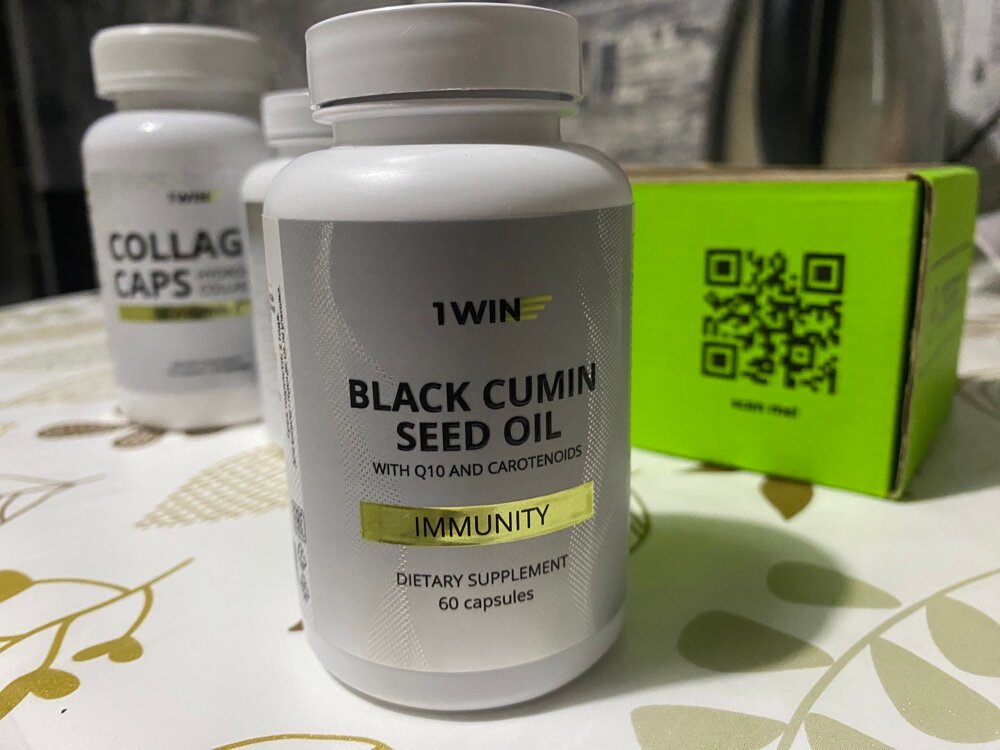 1WIN
BLACK CUMIN
SEED OIL
WITH Q10 AND CAROTENOIDS
IMMUNITY
DIETARY SUPPLEMENT
60 capsules
1WIN
COLLAG
CAPS
scan me!